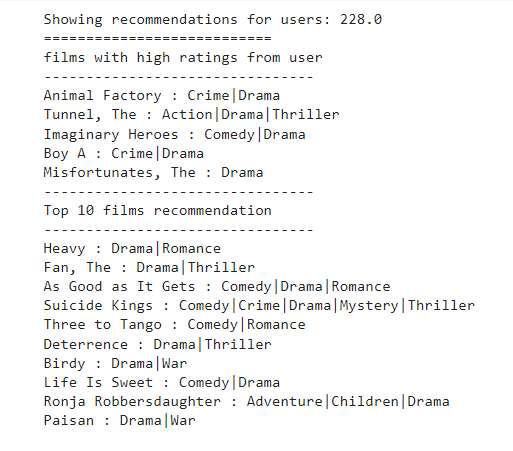 Showing recommendations for users: 228.0
===========================
films with high ratings from user
--------------------------------
Animal Factory : Crime|Drama
Tunnel, The : Action|Drama|Thriller
Imaginary Heroes : Comedy|Drama
Boy A : Crime|Drama
Misfortunates, The : Drama
--------------------------------
Top 10 films recommendation
--------------------------------
Heavy : Drama|Romance
Fan, The : Drama|Thriller
As Good as It Gets : Comedy|Drama|Romance
Suicide Kings : Comedy|Crime|Drama|Mystery|Thriller
Three to Tango : Comedy|Romance
Deterrence : Drama|Thriller
Birdy : Drama|War
Life Is Sweet : Comedy|Drama
Ronja Robbersdaughter : Adventure|Children|Drama
Paisan : Drama|War